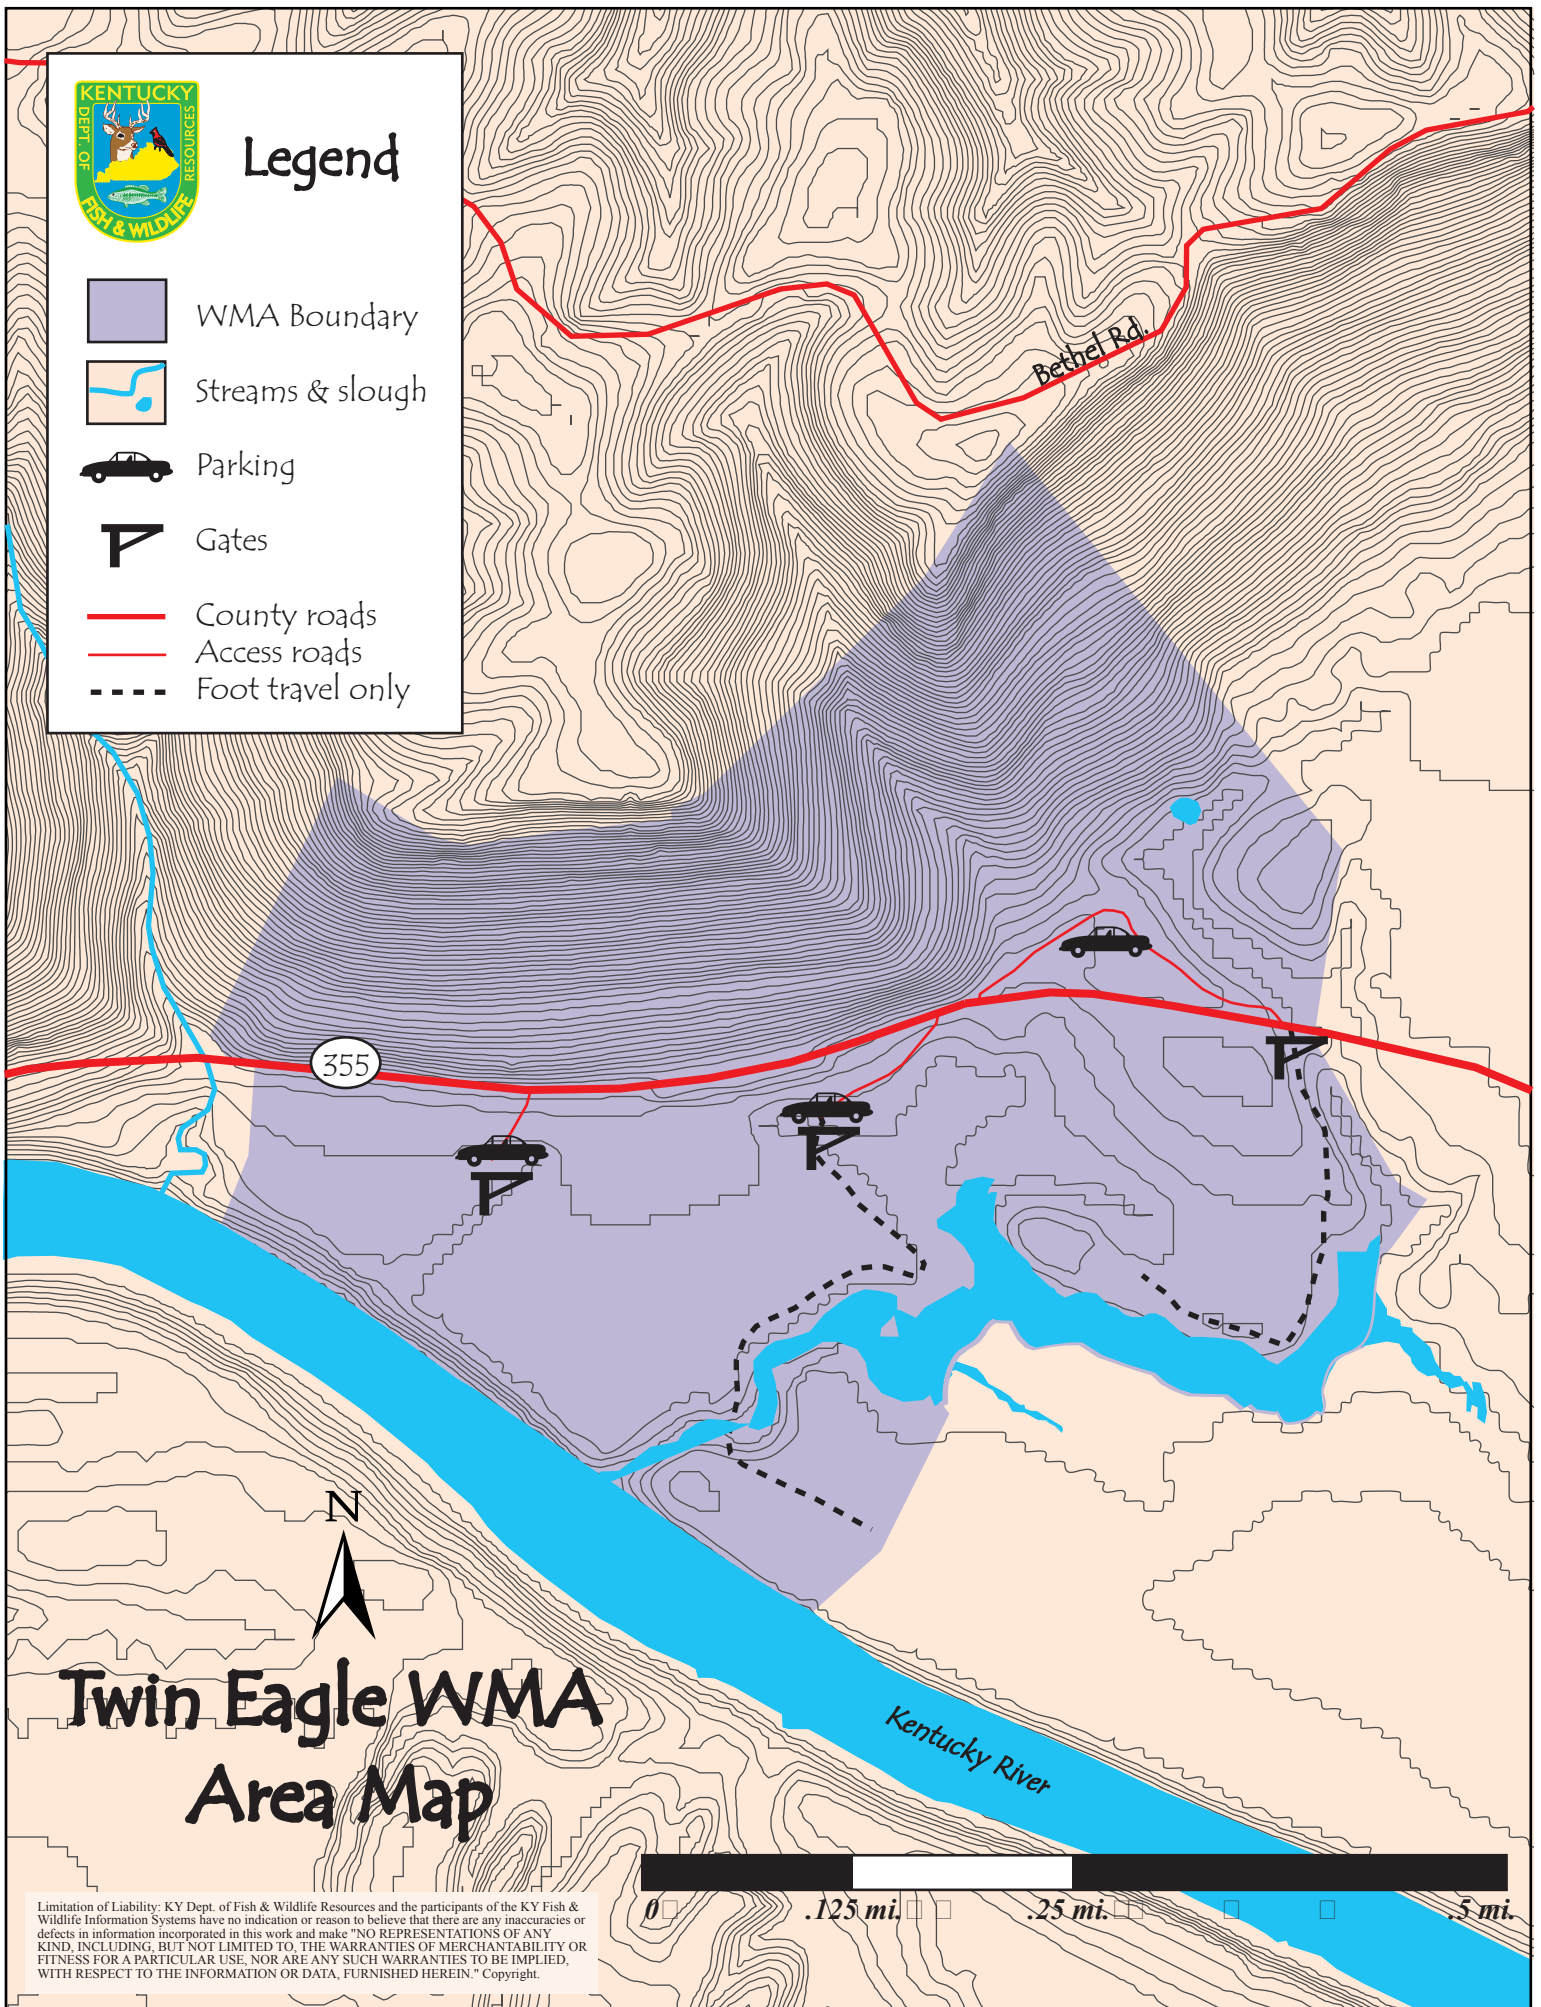 KENTUCKY
DEPT. OF
RESOURCES
FISH & WILDLIFE
Legend
WMA Boundary
Streams & slough
Parking
Gates
County roads
Access roads
Foot travel only
Bethel Rd.
355
N
Twin Eagle WMA
Area Map
Kentucky River
0 .125 mi. .25 mi. .5 mi.
Limitation of Liability: KY Dept. of Fish & Wildlife Resources and the participants of the KY Fish &
Wildlife Information Systems have no indication or reason to believe that there are any inaccuracies or
defects in information incorporated in this work and make "NO REPRESENTATIONS OF ANY
KIND, INCLUDING, BUT NOT LIMITED TO, THE WARRANTIES OF MERCHANTABILITY OR
FITNESS FOR A PARTICULAR USE, NOR ARE ANY SUCH WARRANTIES TO BE IMPLIED,
WITH RESPECT TO THE INFORMATION OR DATA, FURNISHED HEREIN." Copyright.